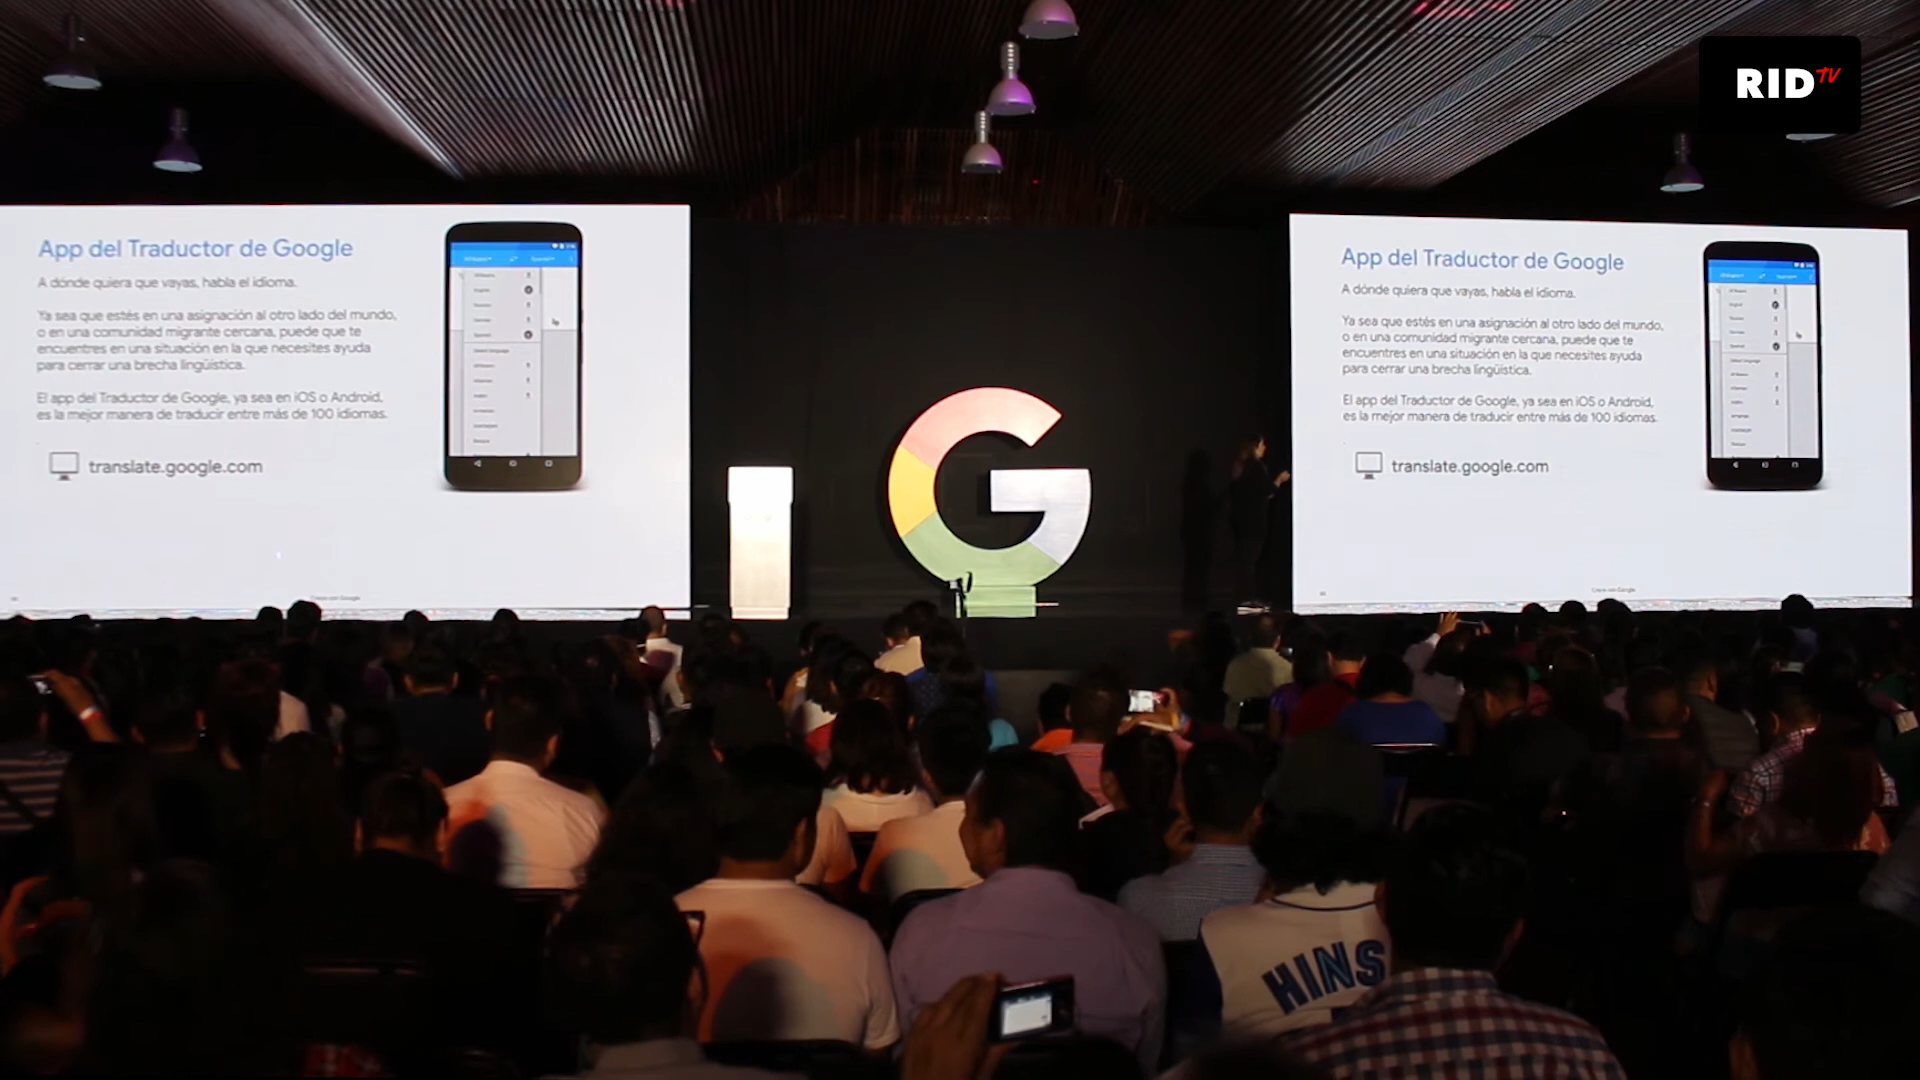 RID TV
App del Traductor de Google
A dónde quiera que vayas, habla el idioma.
Ya sea que estés en una asignación al otro lado del mundo,
o en una comunidad migrante cercana, puede que te
encuentres en una situación en la que necesites ayuda
para cerrar una brecha lingüística.
El app del Traductor de Google, ya sea en iOS o Android,
es la mejor manera de traducir entre más de 100 idiomas.
translate.google.com
G
App del Traductor de Google
A dónde quiera que vayas, habla el idioma.
Ya sea que estés en una asignación al otro lado del mundo,
o en una comunidad migrante cercana, puede que te
encuentres en una situación en la que necesites ayuda
para cerrar una brecha lingüística.
El app del Traductor de Google, ya sea en iOS o Android,
es la mejor manera de traducir entre más de 100 idiomas.
translate.google.com
HINS